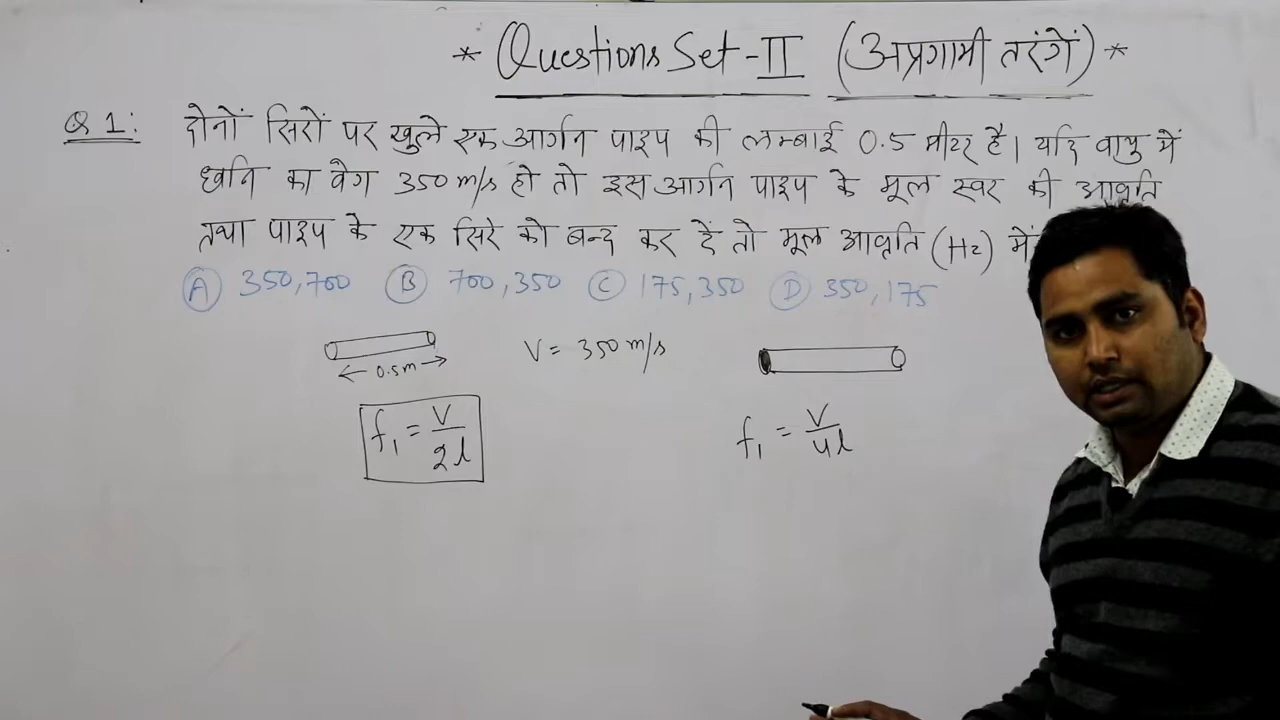 * Questions Set-II (अप्रगामी तरंगें) *
Q 1: दोनों सिरों पर खुले एक आर्गन पाइप की लम्बाई 0.5 मीटर है। यदि वायु में
ध्वनि का वेग 350 m/s हो तो इस आर्गन पाइप के मूल स्वर की आवृति
तथा पाइप के एक सिरे को बन्द कर दें तो मूल आवृति (Hz) में
(A) 350,700 (B) 700,350 (C) 175,350 (D) 350,175
0.5m
V = 350 m/s
f₁ = V/2l
f₁ = V/4l